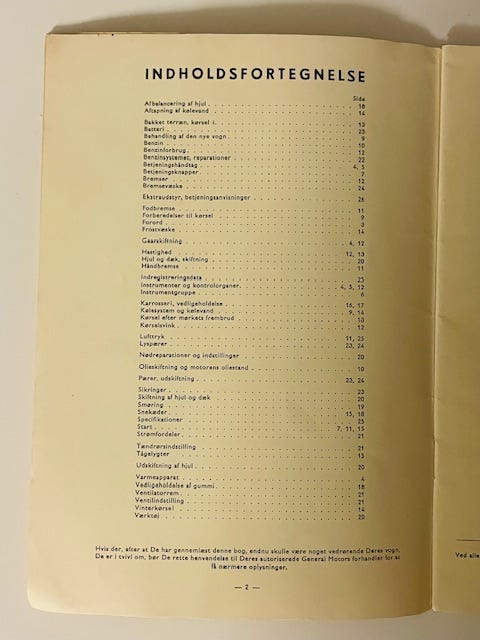 INDHOLDSFORTEGNELSE
Side
Afbalancering af hjul . . . 18
Aftapning af kølevand . . . 14
Bakket terræn, kørsel i. . . . 13
Batteri . . . 23
Behandling af den nye vogn . . . 9
Benzin . . . 10
Benzinforbrug. . . . 12
Benzinsystemet, reparationer . . . 22
Betjeningshåndtag . . . 4, 5
Betjeningsknapper . . . 7
Bremser . . . 12
Bremsevæske . . . 24
Ekstraudstyr, betjeningsanvisninger . . . 26
Fodbremse . . . 11
Forberedelser til kørsel . . . 9
Forord . . . 3
Frostvæske . . . 14
Gearskiftning . . . 4, 12
Hastighed . . . 12, 13
Hjul og dæk, skiftning . . . 20
Håndbremse . . . 11
Indregistreringsdata . . . 25
Instrumenter og kontrolorganer. . . . 4, 5, 12
Instrumentgruppe . . . 6
Karrosseri, vedligeholdelse . . . 16, 17
Kølesystem og kølevand . . . 9, 14
Kørsel efter mørkets frembrud . . . 13
Kørselsvink . . . 12
Lufttryk . . . 11, 25
Lyspærer . . . 23, 24
Nødreparationer og indstillinger . . . 20
Olieskiftning og motorens oliestand . . . 10
Pærer, udskiftning . . . 23, 24
Sikringer . . . 23
Skiftning af hjul og dæk . . . 20
Smøring . . . 19
Snekæder . . . 15, 18
Specifikationer . . . 25
Start . . . 7, 11, 15
Strømfordeler . . . 21
Tændrørsindstilling . . . 21
Tågelygter . . . 13
Udskiftning af hjul . . . 20
Varmeapparat . . . 4
Vedligeholdelse af gummi . . . 18
Ventilatorrem . . . 21
Ventilindstilling . . . 21
Vinterkørsel . . . 14
Værktøj . . . 20
Hvis der, efter at De har gennemlæst denne bog, endnu skulle være noget vedrørende Deres vogn,
De er i tvivl om, bør De rette henvendelse til Deres autoriserede General Motors forhandler for at
få nærmere oplysninger.
— 2 —
Ved alle